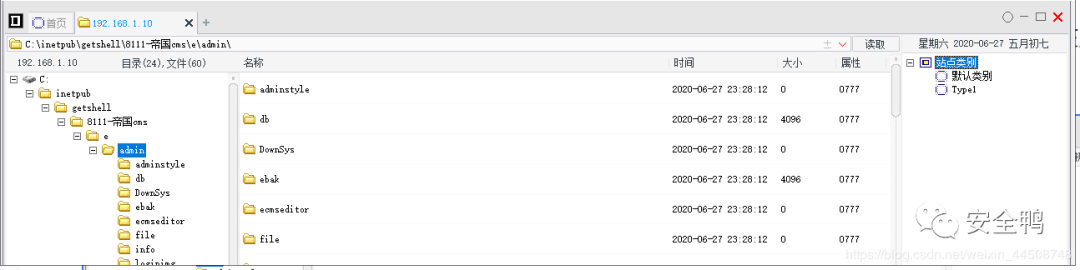 首页 192.168.1.10
C:\inetpub\getshell\8111-帝国cms\e\admin\ 读取 星期六 2020-06-27 五月初七
192.168.1.10 目录(24),文件(60) 名称 时间 大小 属性
C:
inetpub
getshell
8111-帝国cms
e
admin
adminstyle
db
DownSys
ebak
ecmseditor
file
info
loginimg
adminstyle 2020-06-27 23:28:12 0 0777
db 2020-06-27 23:28:12 4096 0777
DownSys 2020-06-27 23:28:12 0 0777
ebak 2020-06-27 23:28:12 4096 0777
ecmseditor 2020-06-27 23:28:12 0 0777
file 2020-06-27 23:28:12 0 0777
站点类别
默认类别
Type1
安全鸭
https://blog.csdn.net/weixin_44508748